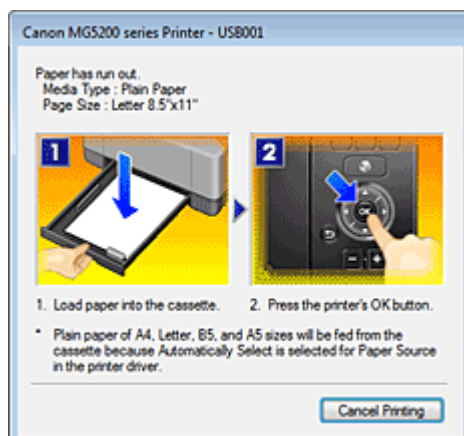 Canon MG5200 series Printer - USB001
Paper has run out.
Media Type : Plain Paper
Page Size : Letter 8.5"x11"
1
2
OK
1. Load paper into the cassette.
2. Press the printer's OK button.
* Plain paper of A4, Letter, B5, and A5 sizes will be fed from the
cassette because Automatically Select is selected for Paper Source
in the printer driver.
Cancel Printing